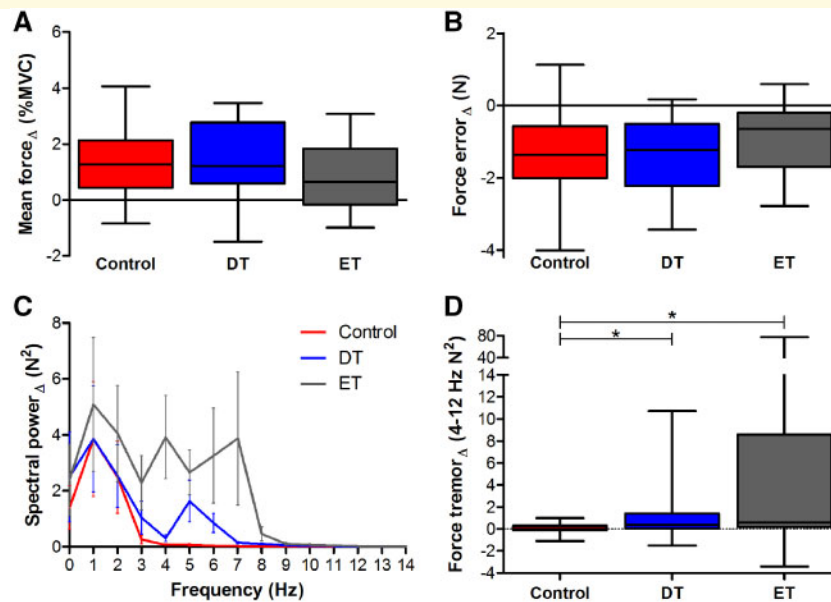 A
Mean force Δ (%MVC)
6
4
2
0
-2
Control DT ET
B
Force error Δ (N)
2
0
-2
-4
Control DT ET
C
Spectral power Δ (N²)
8
6
4
2
0
Control
DT
ET
0 1 2 3 4 5 6 7 8 9 10 11 12 13 14
Frequency (Hz)
D
Force tremor Δ (4-12 Hz N²)
80
40
14
12
10
8
6
4
2
0
-2
-4
*
*
Control DT ET